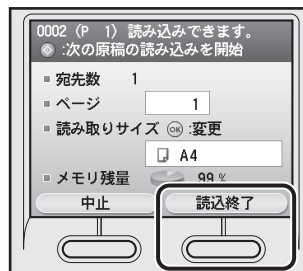 0002 (P 1) 読み込みできます。
:次の原稿の読み込みを開始
宛先数 1
ページ 1
読み取りサイズ OK :変更
A4
メモリ残量 99 %
中止 読込終了